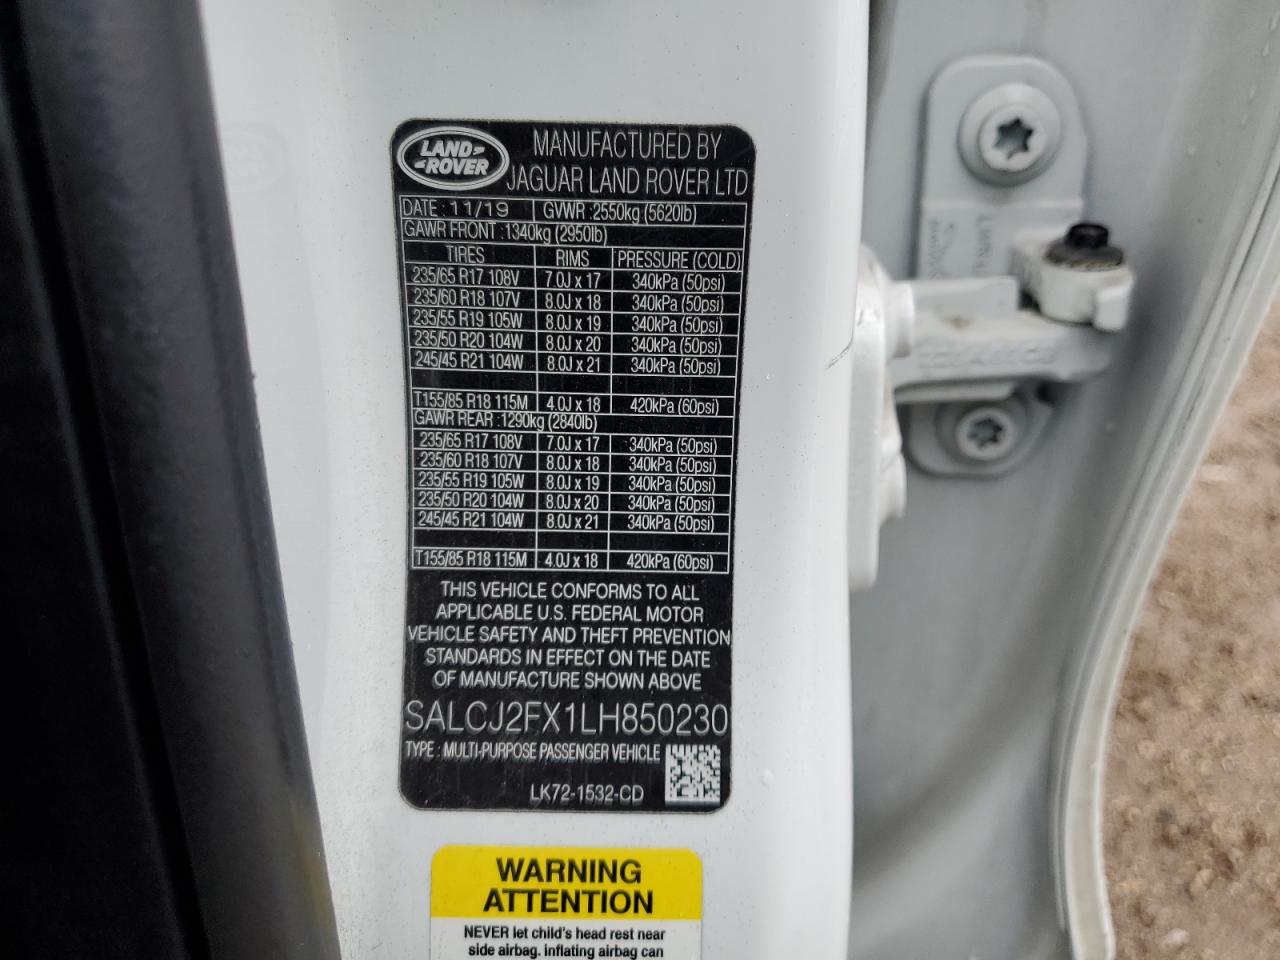 LAND ROVER
MANUFACTURED BY
JAGUAR LAND ROVER LTD
DATE : 11/19 GVWR : 2550kg (5620lb)
GAWR FRONT : 1340kg (2950lb)
TIRES RIMS PRESSURE (COLD)
235/65 R17 108V 7.0J x 17 340kPa (50psi)
235/60 R18 107V 8.0J x 18 340kPa (50psi)
235/55 R19 105W 8.0J x 19 340kPa (50psi)
235/50 R20 104W 8.0J x 20 340kPa (50psi)
245/45 R21 104W 8.0J x 21 340kPa (50psi)
T155/85 R18 115M 4.0J x 18 420kPa (60psi)
GAWR REAR : 1290kg (2840lb)
235/65 R17 108V 7.0J x 17 340kPa (50psi)
235/60 R18 107V 8.0J x 18 340kPa (50psi)
235/55 R19 105W 8.0J x 19 340kPa (50psi)
235/50 R20 104W 8.0J x 20 340kPa (50psi)
245/45 R21 104W 8.0J x 21 340kPa (50psi)
T155/85 R18 115M 4.0J x 18 420kPa (60psi)
THIS VEHICLE CONFORMS TO ALL
APPLICABLE U.S. FEDERAL MOTOR
VEHICLE SAFETY AND THEFT PREVENTION
STANDARDS IN EFFECT ON THE DATE
OF MANUFACTURE SHOWN ABOVE
SALCJ2FX1LH850230
TYPE : MULTI-PURPOSE PASSENGER VEHICLE
LK72-1532-CD
WARNING
ATTENTION
NEVER let child's head rest near
side airbag. inflating airbag can